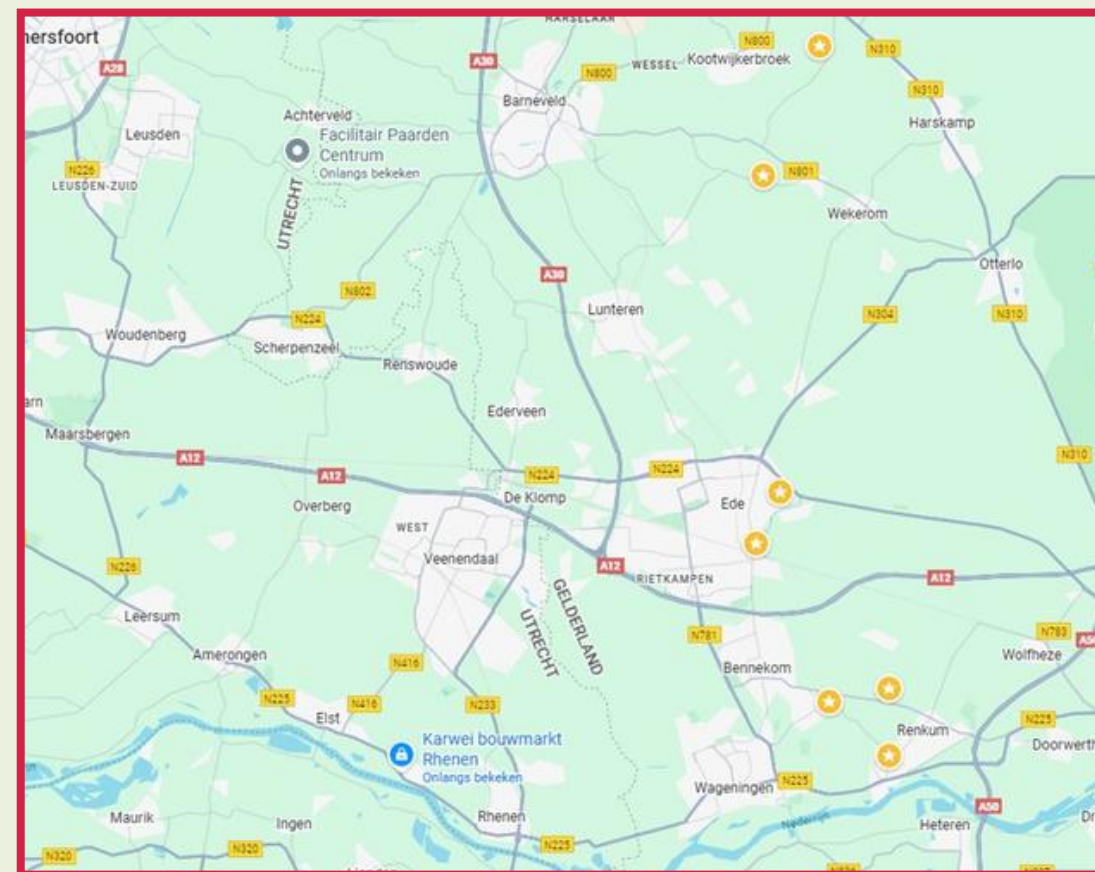 HARSELAAR
ersfoort
N800
N310
A28
A30
WESSEL
Kootwijkerbroek
N800
Barneveld
N310
Achterveld
Harskamp
Leusden
Facilitair Paarden
Centrum
Onlangs bekeken
N226
LEUSDEN-ZUID
N801
UTRECHT
Wekerom
Otterlo
A30
N802
Lunteren
N304
N310
N224
Woudenberg
Scherpenzeel
Renswoude
arn
Ederveen
Maarsbergen
A12
N310
A12
N224
N224
De Klomp
Ede
Overberg
WEST
Veenendaal
N226
A12
RIETKAMPEN
A12
GELDERLAND
UTRECHT
Leersum
N781
N783
A50
Amerongen
N416
Bennekom
Wolfheze
N225
N416
N233
Elst
Renkum
N225
Karwei bouwmarkt
Rhenen
Onlangs bekeken
Doorwerth
Wageningen
N225
A50
Maurik
Ingen
Rhenen
Nederrijn
Heteren
Dr
N320
N320
N225